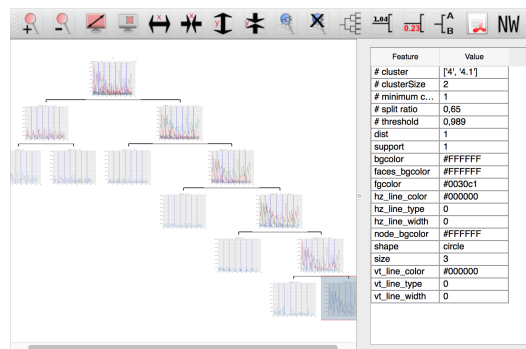 x
x
y
y
1.04
0.23
A
B
NW
Feature Value
# cluster ['4', '4.1']
# clusterSize 2
# minimum c... 1
# split ratio 0,65
# threshold 0,989
dist 1
support 1
bgcolor #FFFFFF
faces_bgcolor #FFFFFF
fgcolor #0030c1
hz_line_color #000000
hz_line_type 0
hz_line_width 0
node_bgcolor #FFFFFF
shape circle
size 3
vt_line_color #000000
vt_line_type 0
vt_line_width 0